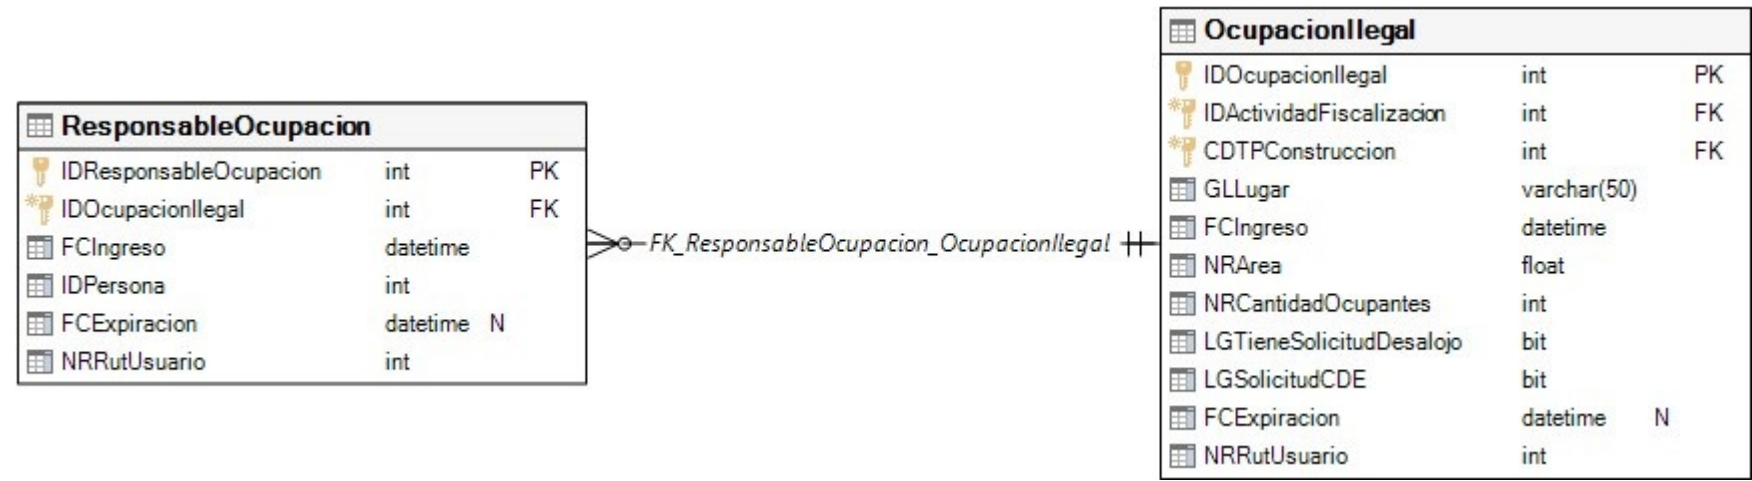 ResponsableOcupacion
IDResponsableOcupacion int PK
IDOcupacionIlegal int FK
FCIngreso datetime
IDPersona int
FCExpiracion datetime N
NRRutUsuario int
FK_ResponsableOcupacion_OcupacionIlegal
OcupacionIlegal
IDOcupacionIlegal int PK
IDActividadFiscalizacion int FK
CDTPConstruccion int FK
GLLugar varchar(50)
FCIngreso datetime
NRArea float
NRCantidadOcupantes int
LGTieneSolicitudDesalojo bit
LGSolicitudCDE bit
FCExpiracion datetime N
NRRutUsuario int